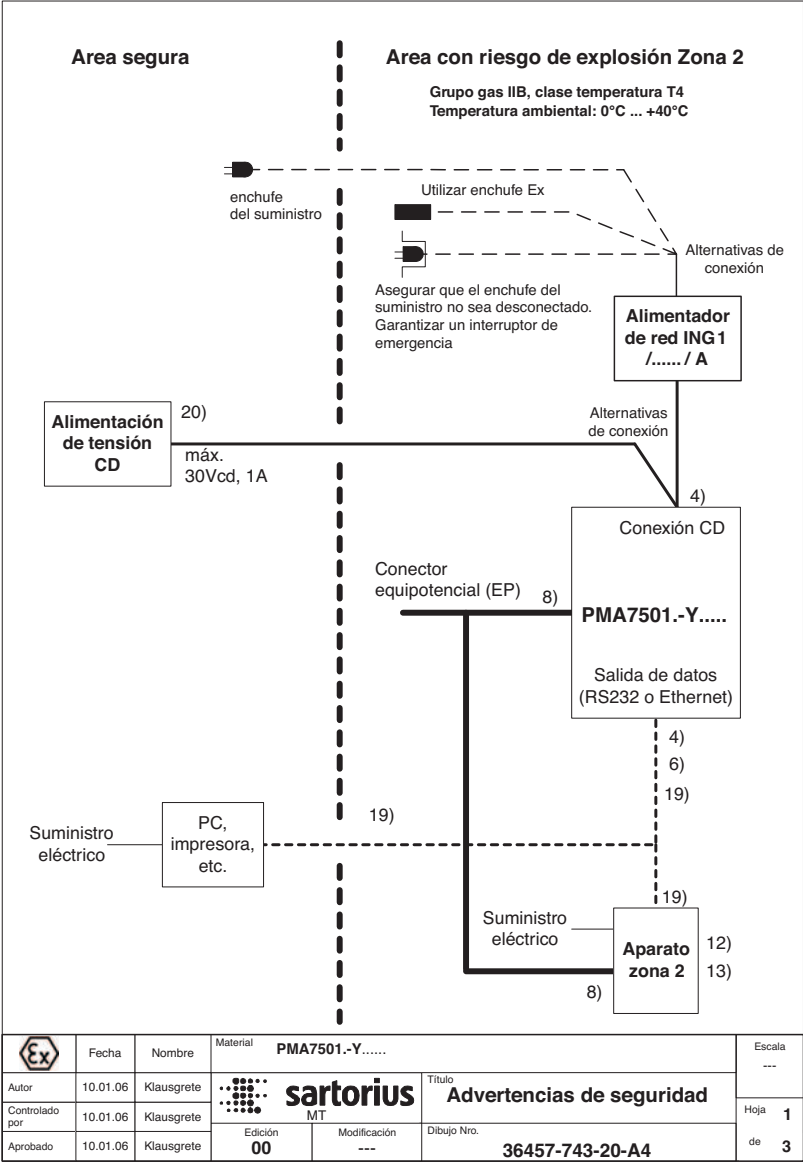 Area segura
Area con riesgo de explosión Zona 2
Grupo gas IIB, clase temperatura T4
Temperatura ambiental: 0°C ... +40°C
enchufe
del suministro
Utilizar enchufe Ex
Alternativas de
conexión
Asegurar que el enchufe del
suministro no sea desconectado.
Garantizar un interruptor de
emergencia
Alimentador
de red ING1
/...... / A
Alimentación
de tensión
CD
20)
máx.
30Vcd, 1A
Alternativas
de conexión
4)
Conexión CD
Conector
equipotencial (EP)
8)
PMA7501.-Y.....
Salida de datos
(RS232 o Ethernet)
4)
6)
19)
19)
Suministro
eléctrico
PC,
impresora,
etc.
19)
Suministro
eléctrico
Aparato
zona 2
12)
13)
8)
Ex
Fecha
Nombre
Material
PMA7501.-Y......
Escala
---
Autor
10.01.06
Klausgrete
sartorius
MT
Título
Advertencias de seguridad
Controlado
por
10.01.06
Klausgrete
Hoja 1
Aprobado
10.01.06
Klausgrete
Edición
00
Modificación
---
Dibujo Nro.
36457-743-20-A4
de 3